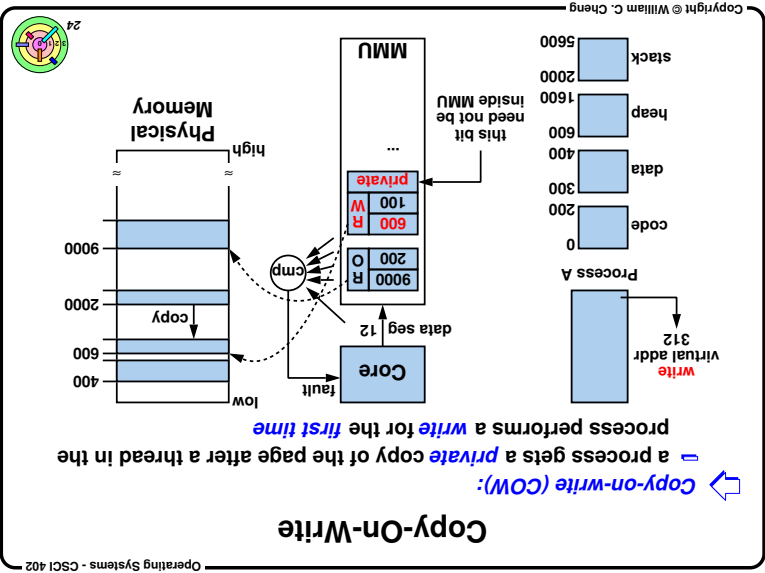 Operating Systems - CSCI 402
Copy-On-Write
Copy-on-write (COW):
a process gets a private copy of the page after a thread in the
process performs a write for the first time
write
virtual addr
312
Process A
code
0
200
data
300
400
heap
600
1600
stack
2000
5600
Core
fault
data seg
12
cmp
9000
200
R
O
600
100
R
W
private
...
MMU
this bit
need not be
inside MMU
low
400
600
copy
2000
9000
≈
≈
high
Physical
Memory
0
1
2
3
24
Copyright © William C. Cheng